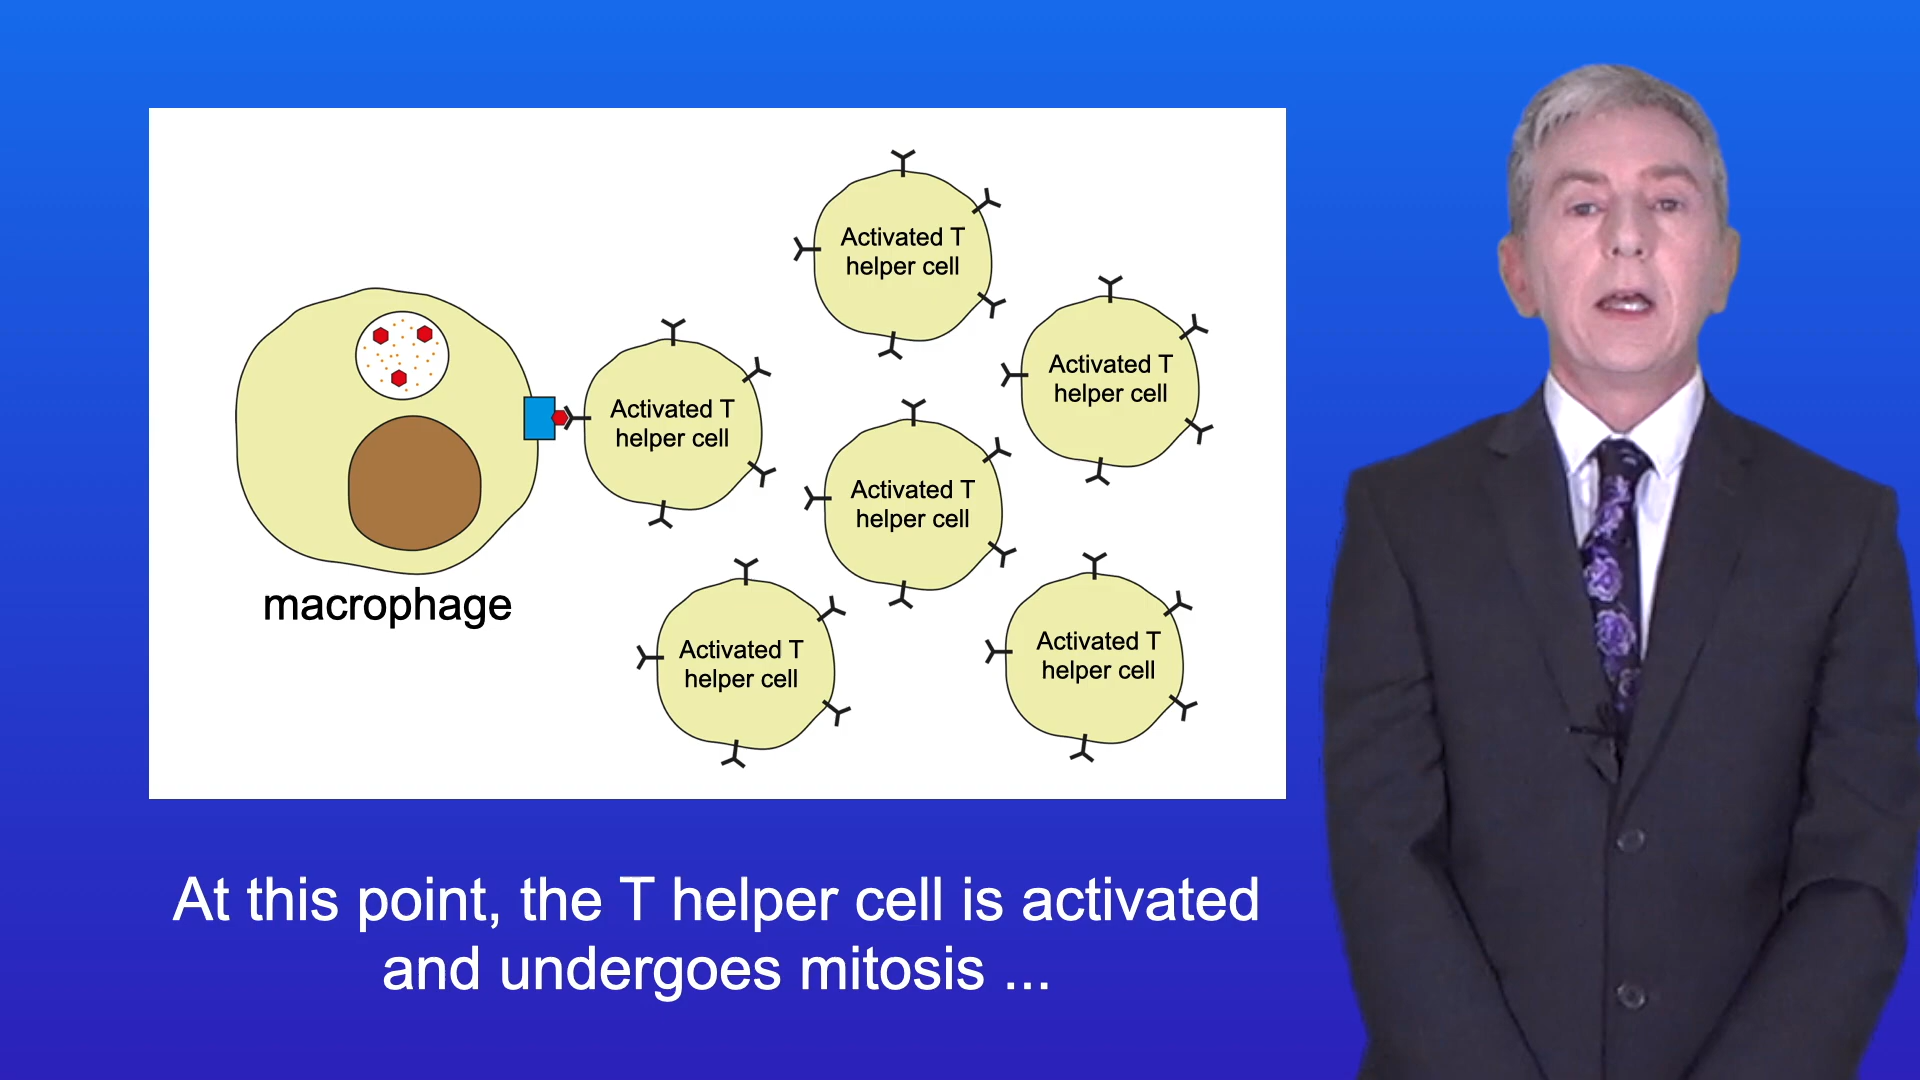 Activated T
helper cell
Activated T
helper cell
Activated T
helper cell
Activated T
helper cell
macrophage
Activated T
helper cell
Activated T
helper cell
At this point, the T helper cell is activated
and undergoes mitosis ...